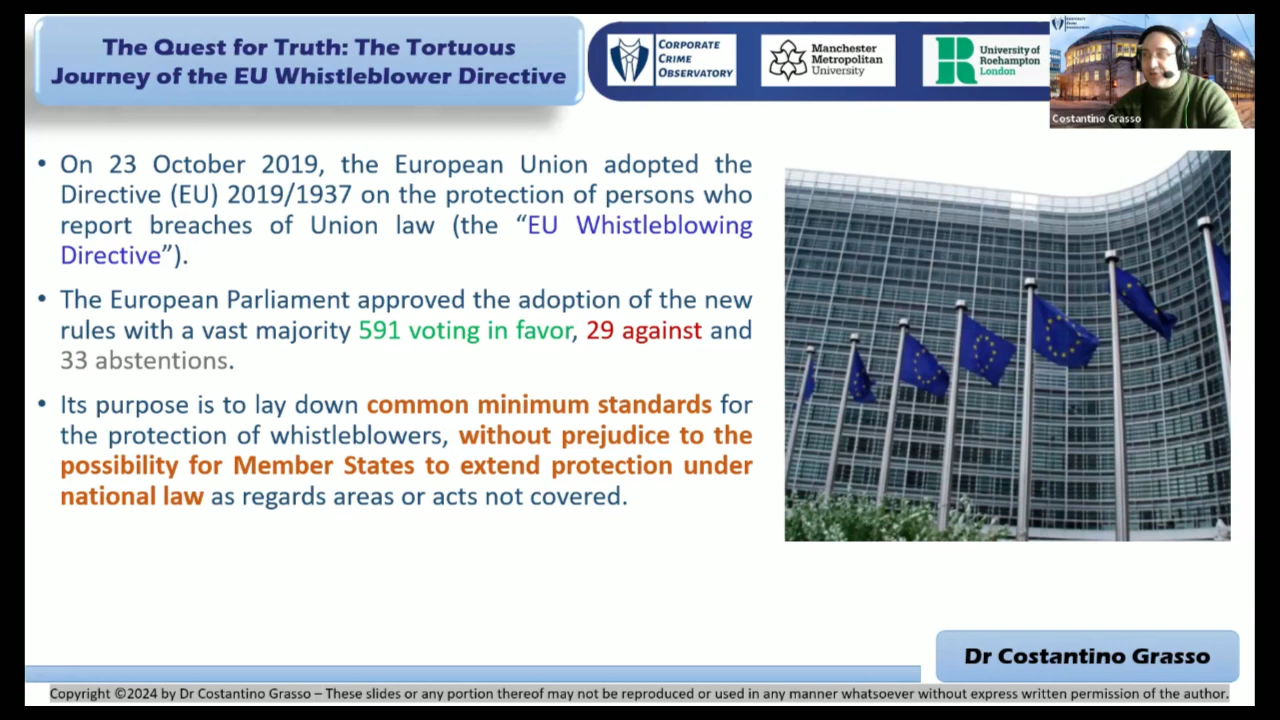 The Quest for Truth: The Tortuous
Journey of the EU Whistleblower Directive
CORPORATE
CRIME
OBSERVATORY
Manchester
Metropolitan
University
University of
Roehampton
London
Costantino Grasso
• On 23 October 2019, the European Union adopted the
Directive (EU) 2019/1937 on the protection of persons who
report breaches of Union law (the “EU Whistleblowing
Directive”).
• The European Parliament approved the adoption of the new
rules with a vast majority 591 voting in favor, 29 against and
33 abstentions.
• Its purpose is to lay down common minimum standards for
the protection of whistleblowers, without prejudice to the
possibility for Member States to extend protection under
national law as regards areas or acts not covered.
Dr Costantino Grasso
Copyright ©2024 by Dr Costantino Grasso – These slides or any portion thereof may not be reproduced or used in any manner whatsoever without express written permission of the author.